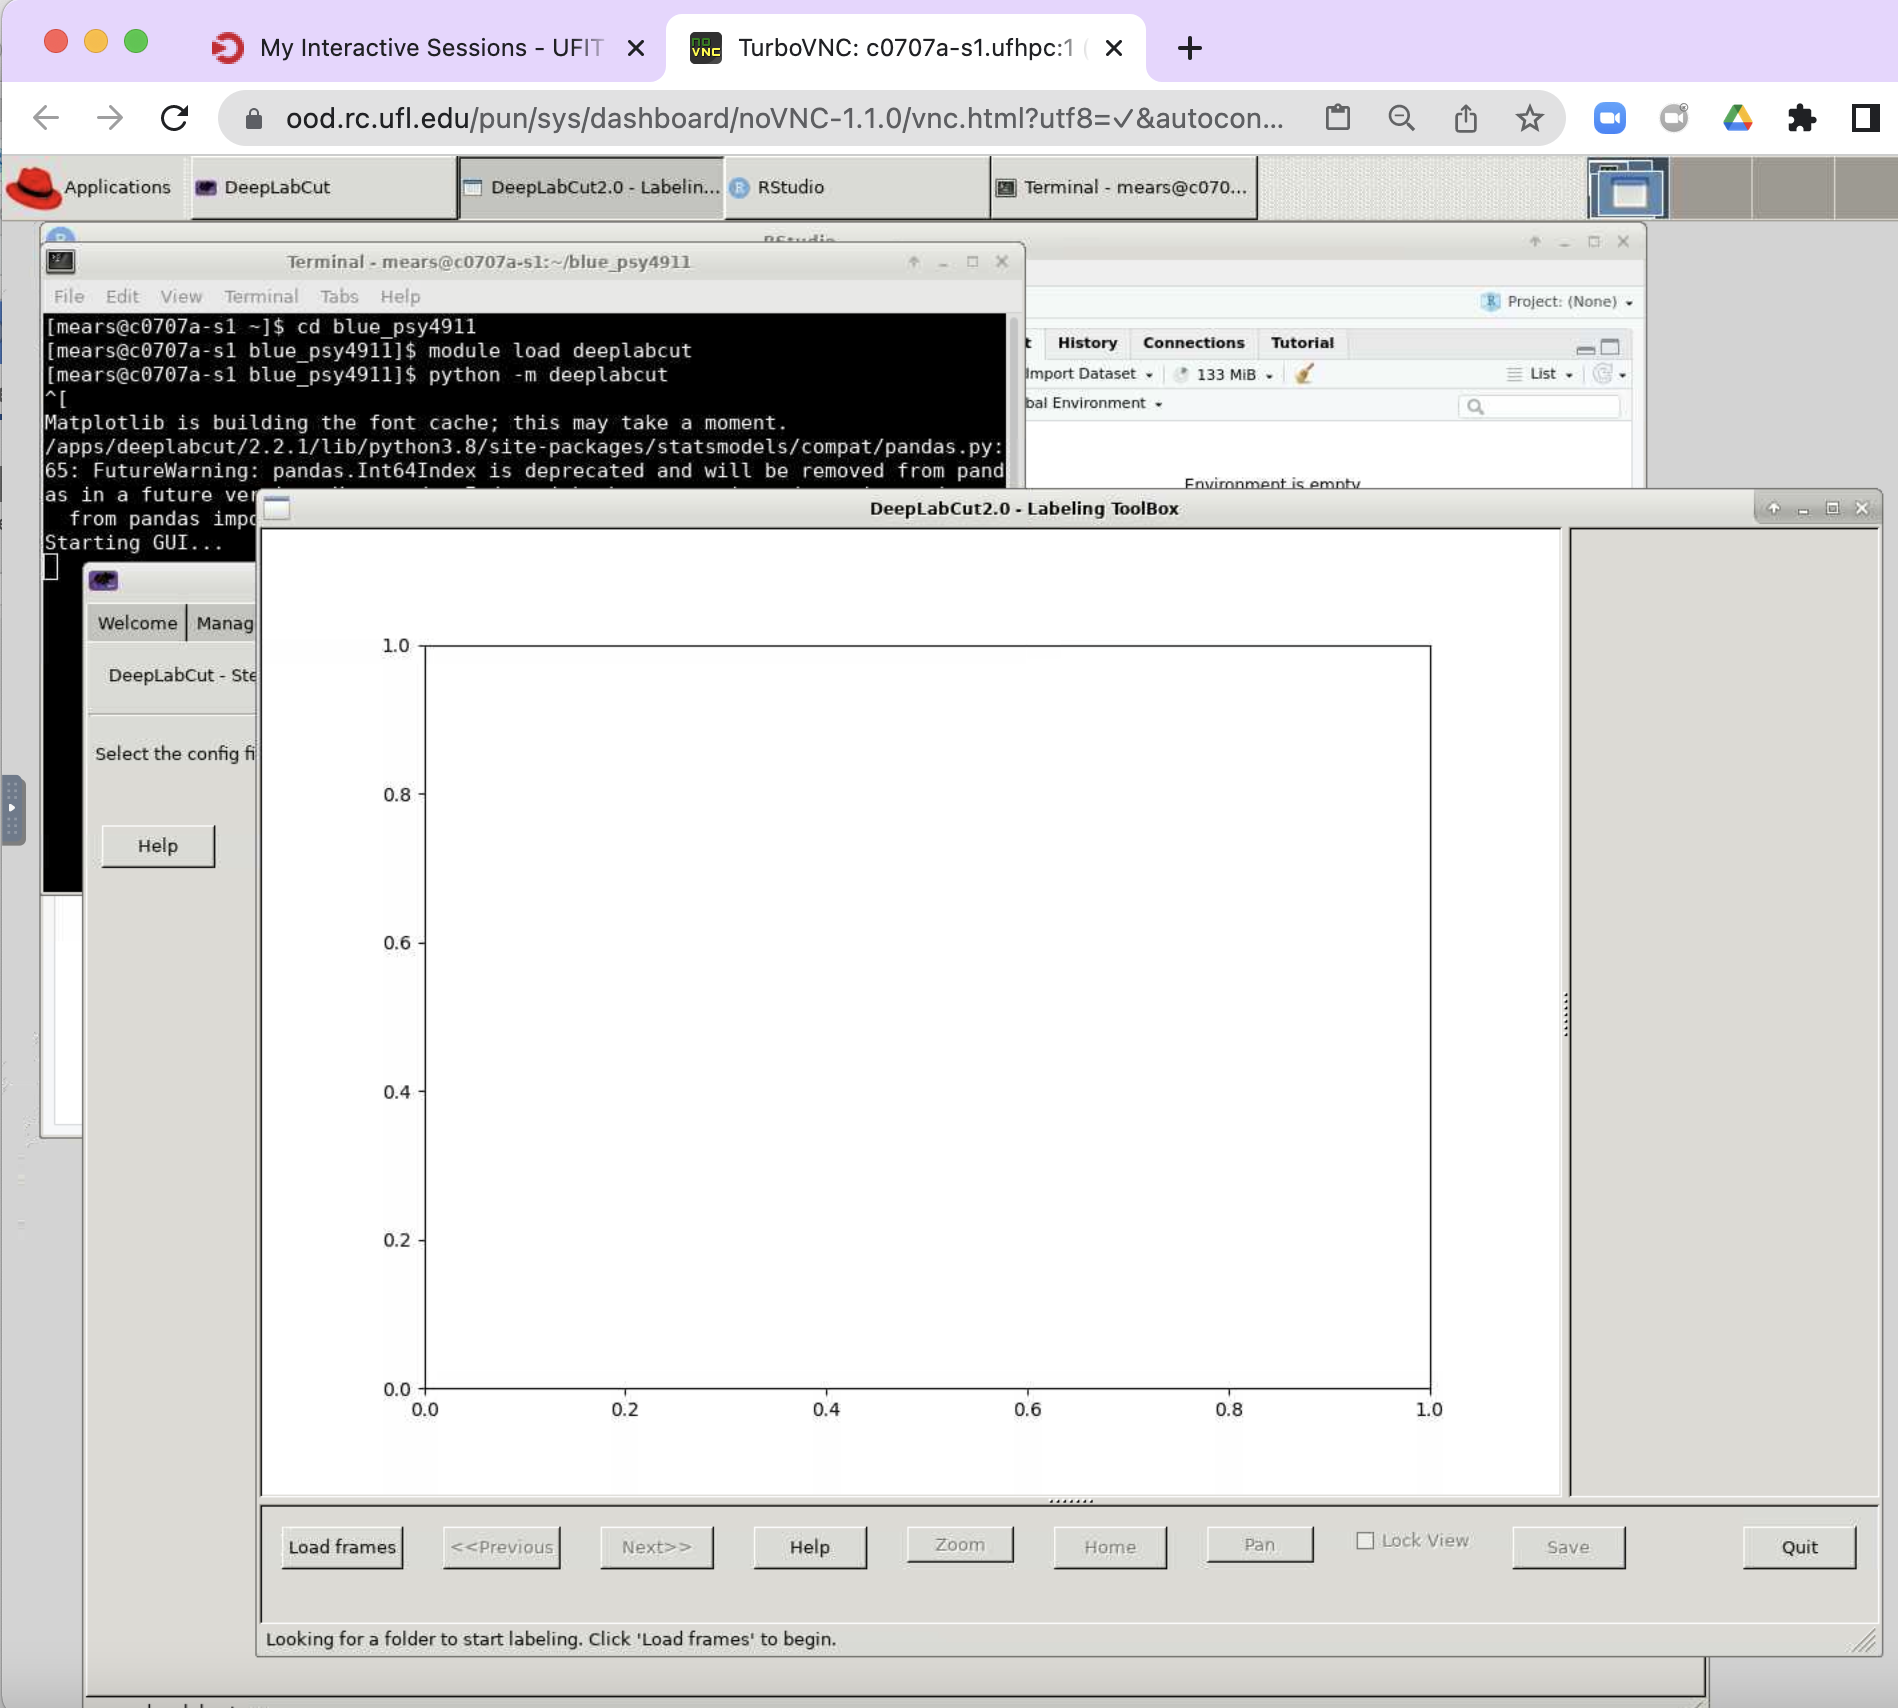 My Interactive Sessions - UFIT
TurboVNC: c0707a-s1.ufhpc:1 (
ood.rc.ufl.edu/pun/sys/dashboard/noVNC-1.1.0/vnc.html?utf8=✓&autocon...
Applications
DeepLabCut
DeepLabCut2.0 - Labelin...
RStudio
Terminal - mears@c070...
RStudio
Terminal - mears@c0707a-s1:~/blue_psy4911
File Edit View Terminal Tabs Help
Project: (None)
[mears@c0707a-s1 ~]$ cd blue_psy4911
[mears@c0707a-s1 blue_psy4911]$ module load deeplabcut
[mears@c0707a-s1 blue_psy4911]$ python -m deeplabcut
^[
Matplotlib is building the font cache; this may take a moment.
/apps/deeplabcut/2.2.1/lib/python3.8/site-packages/statsmodels/compat/pandas.py:
65: FutureWarning: pandas.Int64Index is deprecated and will be removed from pand
as in a future ver
from pandas impo
Starting GUI...
t History Connections Tutorial
Import Dataset 133 MiB List
bal Environment
Environment is empty
DeepLabCut2.0 - Labeling ToolBox
Welcome Manag
DeepLabCut - Ste
Select the config fi
Help
1.0
0.8
0.6
0.4
0.2
0.0
0.0 0.2 0.4 0.6 0.8 1.0
Load frames <<Previous Next>> Help Zoom Home Pan Lock View Save Quit
Looking for a folder to start labeling. Click 'Load frames' to begin.